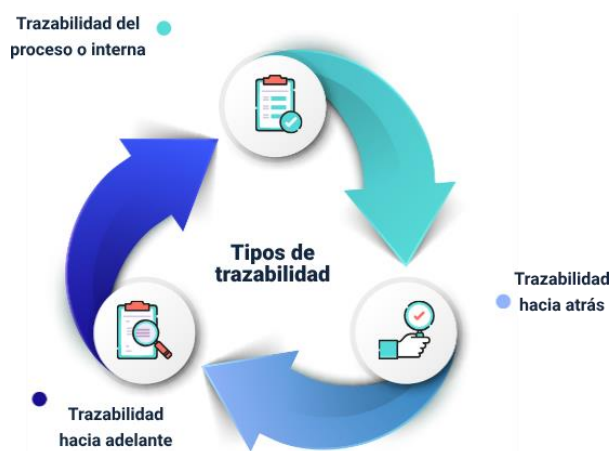 Trazabilidad del
proceso o interna
Tipos de
trazabilidad
Trazabilidad
hacia atrás
Trazabilidad
hacia adelante